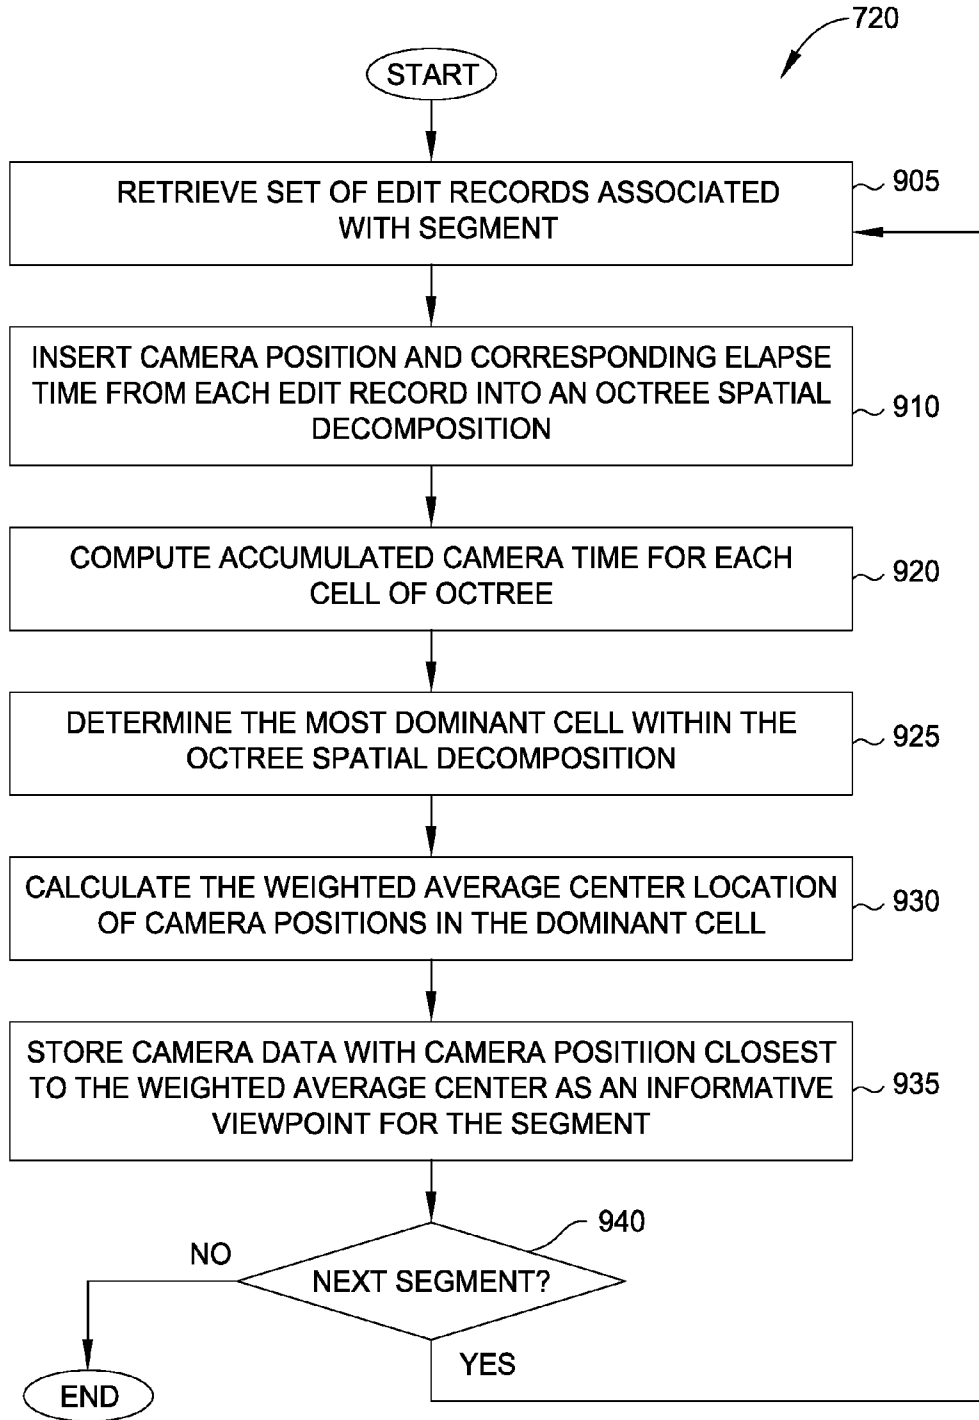 720
START
RETRIEVE SET OF EDIT RECORDS ASSOCIATED
WITH SEGMENT
905
INSERT CAMERA POSITION AND CORRESPONDING ELAPSE
TIME FROM EACH EDIT RECORD INTO AN OCTREE SPATIAL
DECOMPOSITION
910
COMPUTE ACCUMULATED CAMERA TIME FOR EACH
CELL OF OCTREE
920
DETERMINE THE MOST DOMINANT CELL WITHIN THE
OCTREE SPATIAL DECOMPOSITION
925
CALCULATE THE WEIGHTED AVERAGE CENTER LOCATION
OF CAMERA POSITIONS IN THE DOMINANT CELL
930
STORE CAMERA DATA WITH CAMERA POSITIION CLOSEST
TO THE WEIGHTED AVERAGE CENTER AS AN INFORMATIVE
VIEWPOINT FOR THE SEGMENT
935
940
NO
NEXT SEGMENT?
YES
END